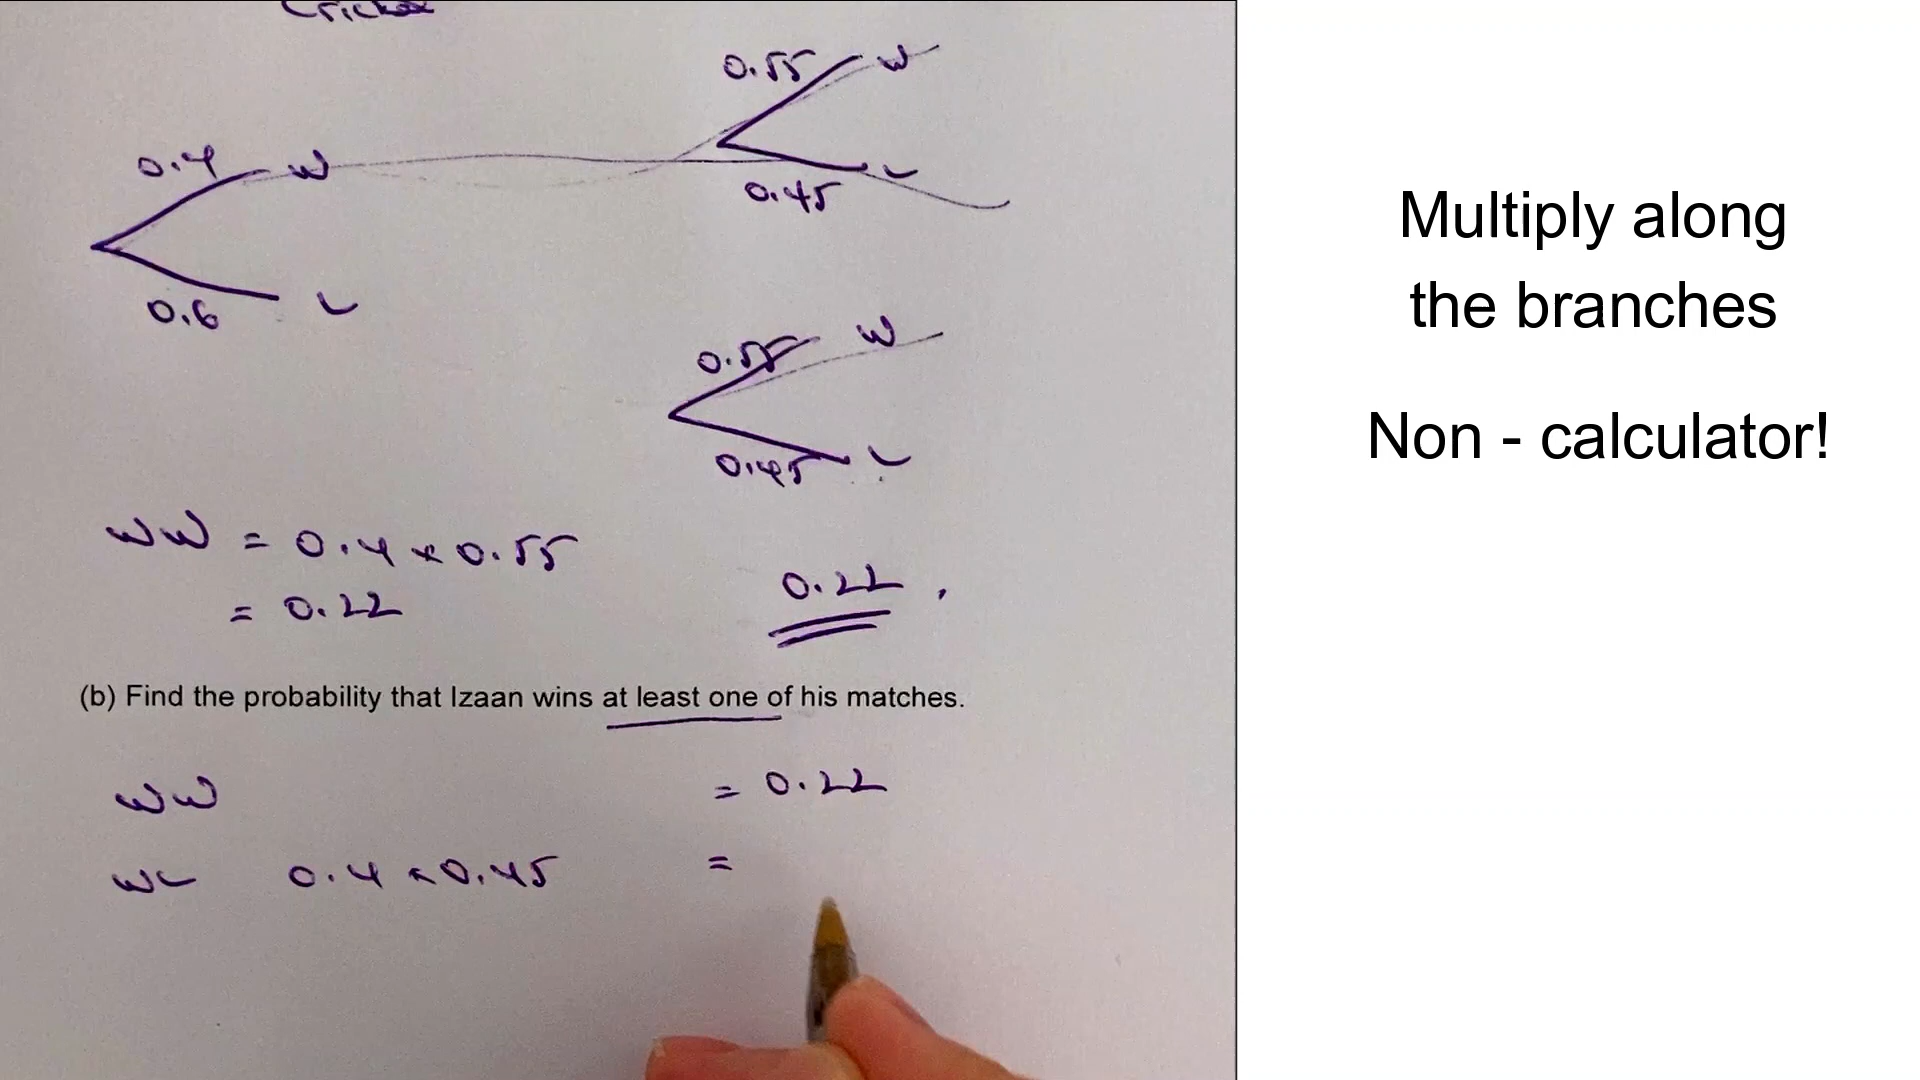 Cricket
0.55 W
0.4 W
0.45 L
0.6 L
0.55 W
0.45 L
WW = 0.4 x 0.55
= 0.22
0.22
(b) Find the probability that Izaan wins at least one of his matches.
WW = 0.22
WL 0.4 x 0.45 =
Multiply along
the branches
Non - calculator!